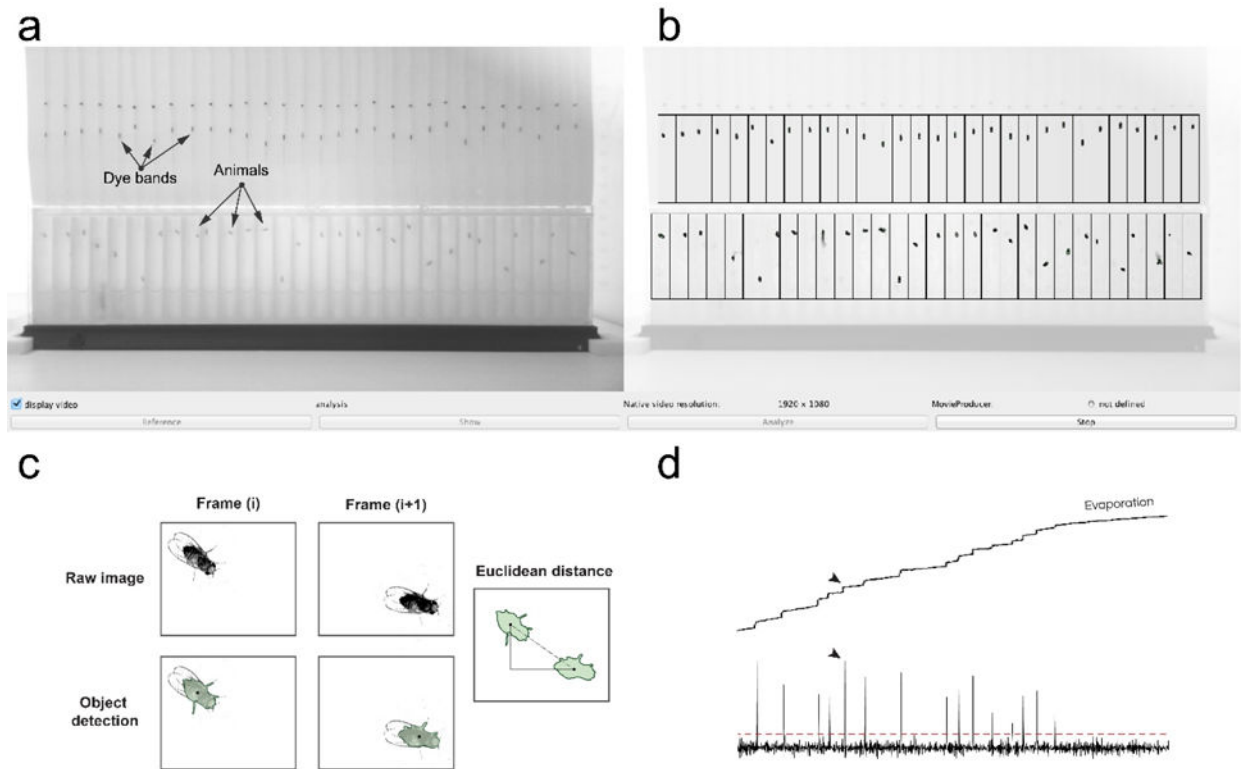 a
b
Dye bands
Animals
display video
analysis
Native video resolution:
1920 x 1080
MovieProducer:
not defined
Reference
Show
Analyze
Stop
c
d
Frame (i)
Frame (i+1)
Raw image
Euclidean distance
Object
detection
Evaporation